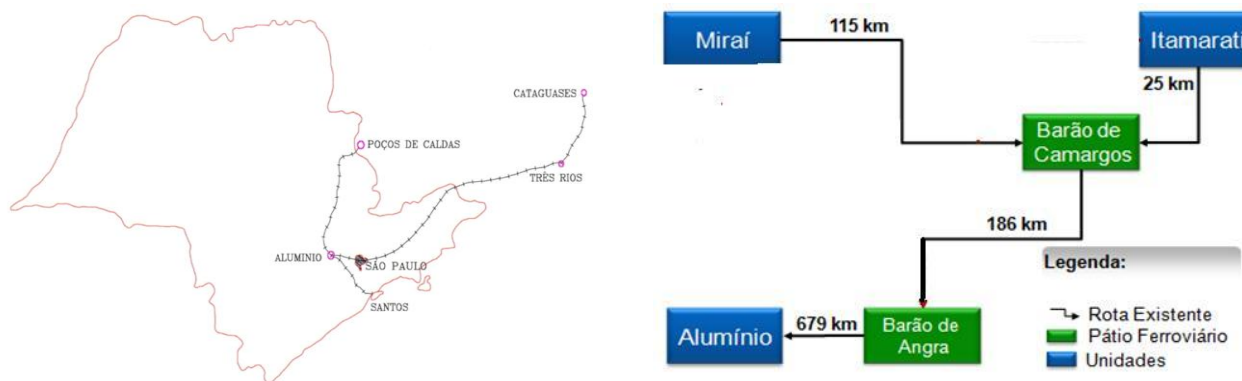 CATAGUASES
POÇOS DE CALDAS
TRÊS RIOS
ALUMINIO
SÃO PAULO
SANTOS
Miraí
115 km
Itamarati
25 km
Barão de
Camargos
186 km
Legenda:
Rota Existente
Pátio Ferroviário
Unidades
Alumínio
679 km
Barão de
Angra